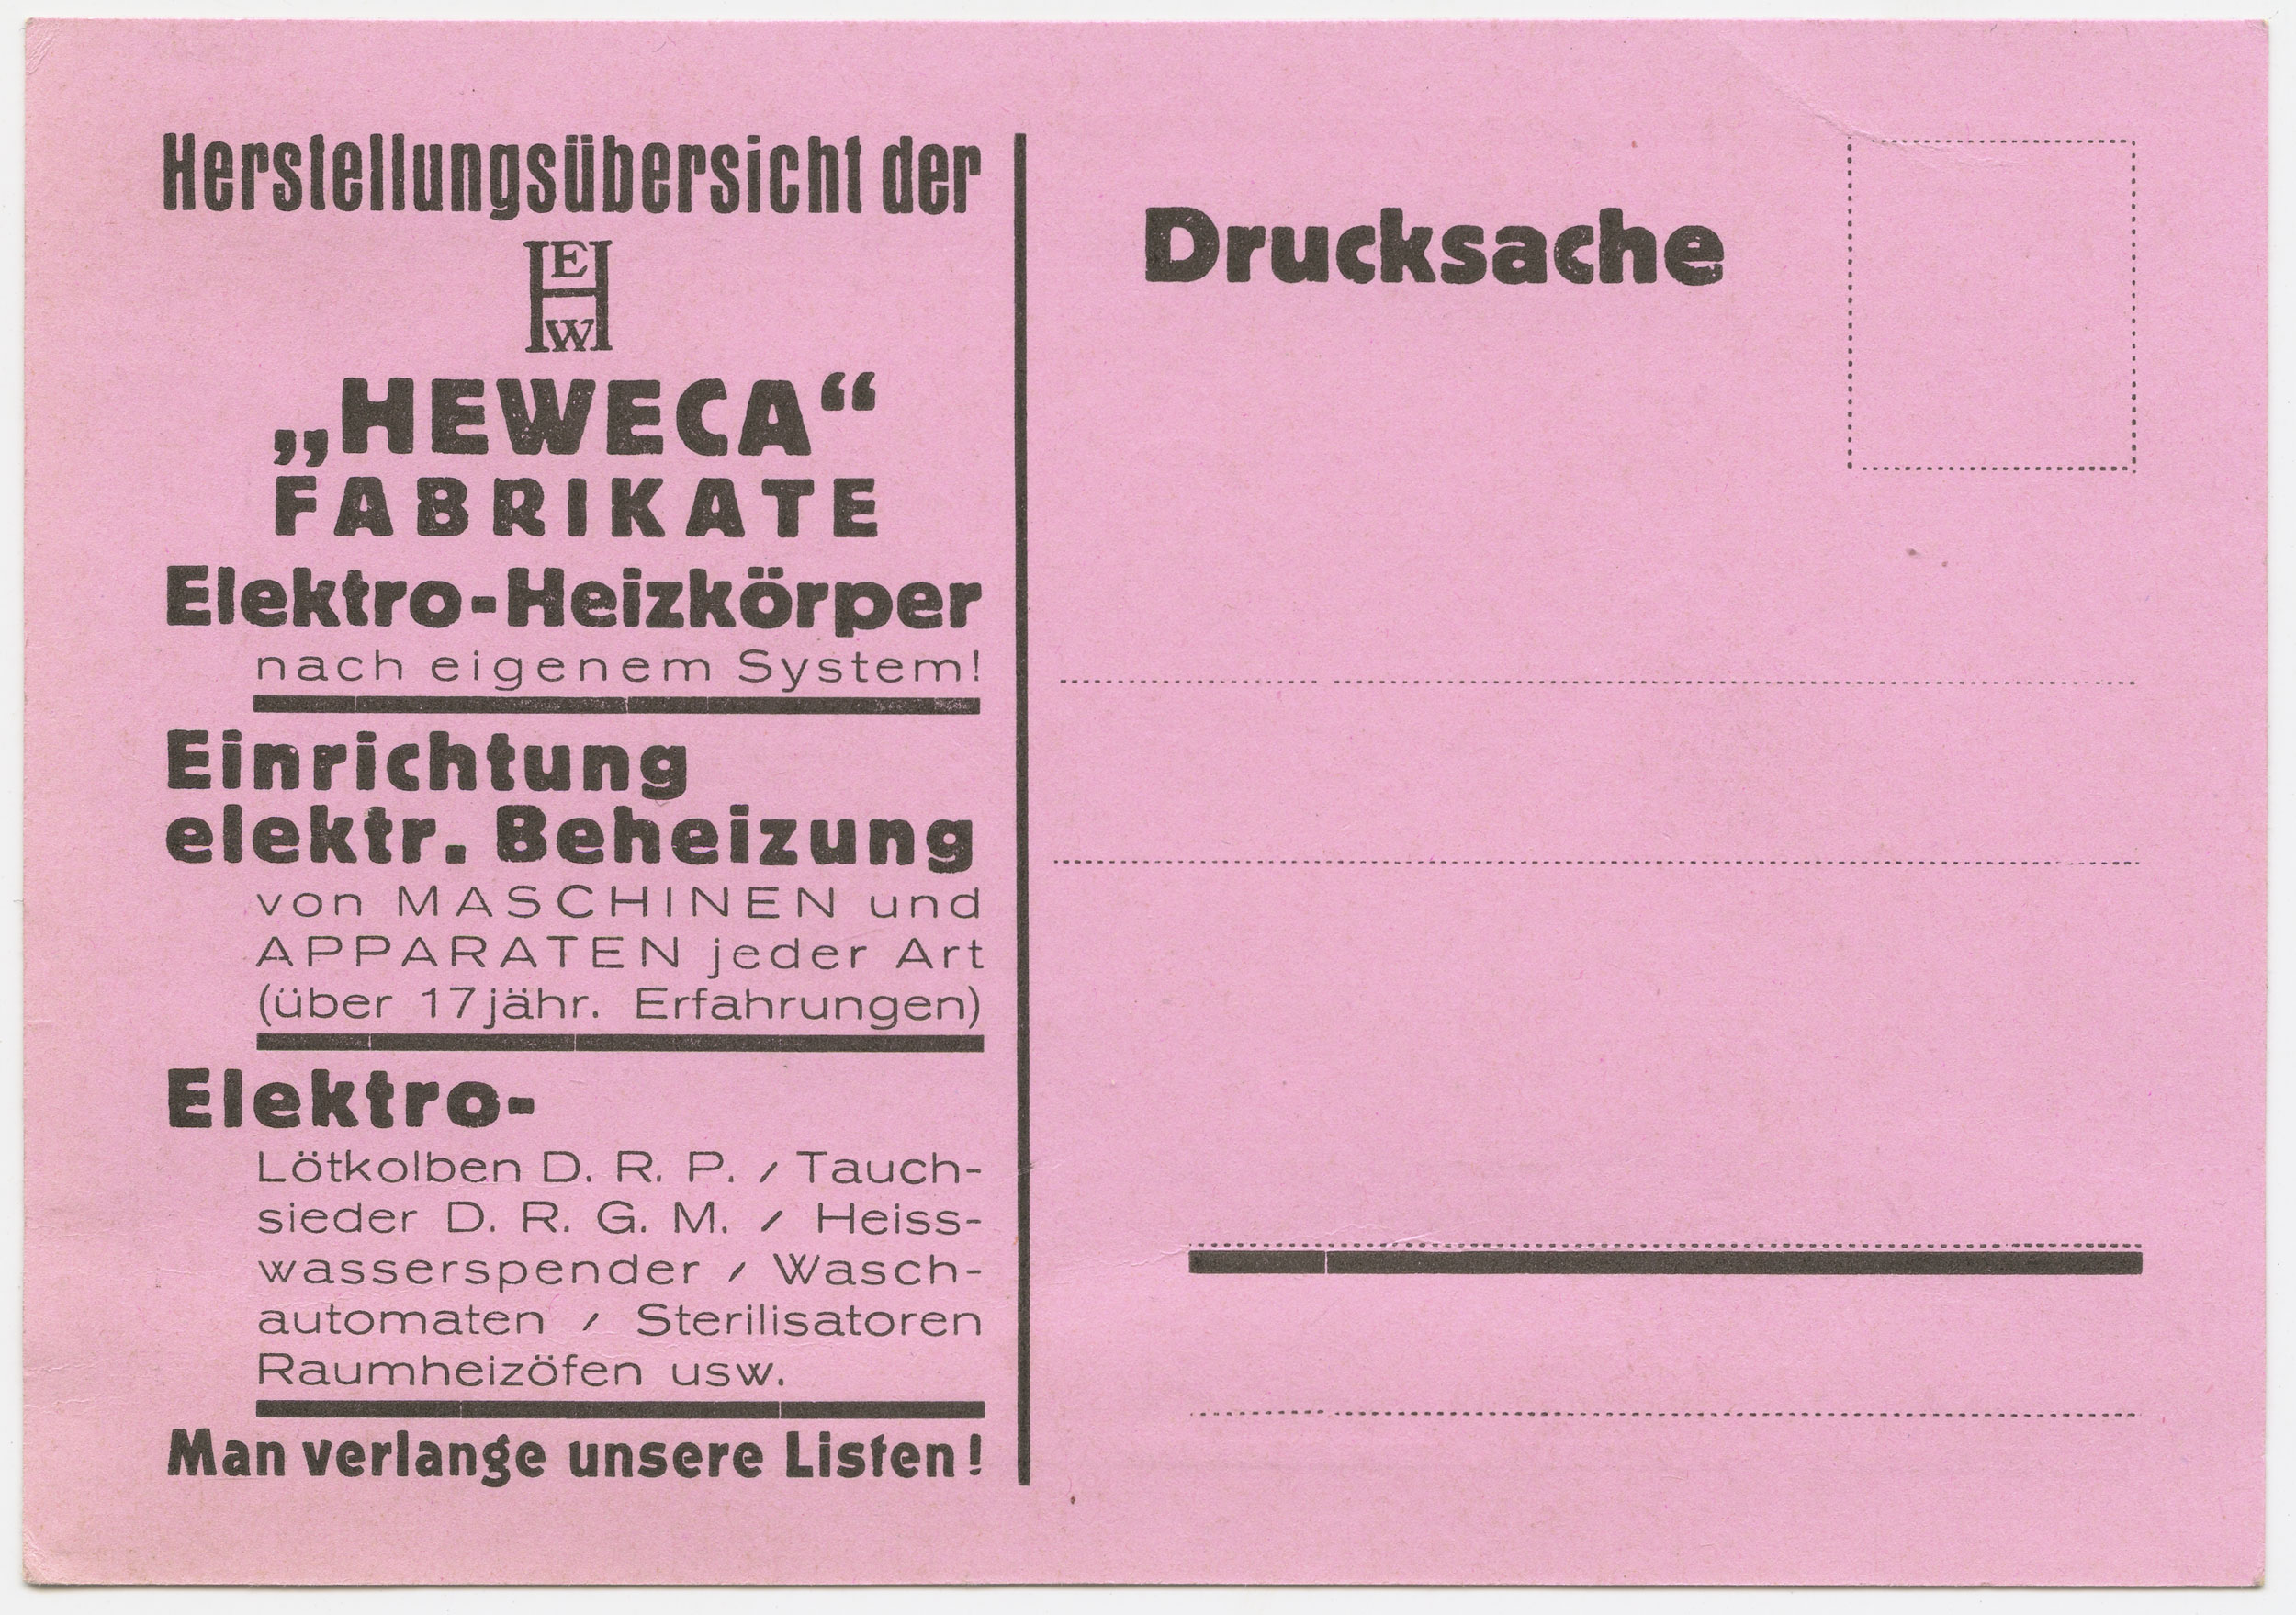 Herstellungsübersicht der
HEW
„HEWECA“
FABRIKATE
Elektro-Heizkörper
nach eigenem System!
Einrichtung
elektr. Beheizung
von MASCHINEN und
APPARATEN jeder Art
(über 17jähr. Erfahrungen)
Elektro-
Lötkolben D. R. P. / Tauch-
sieder D. R. G. M. / Heiss-
wasserspender / Wasch-
automaten / Sterilisatoren
Raumheizöfen usw.
Man verlange unsere Listen!
Drucksache